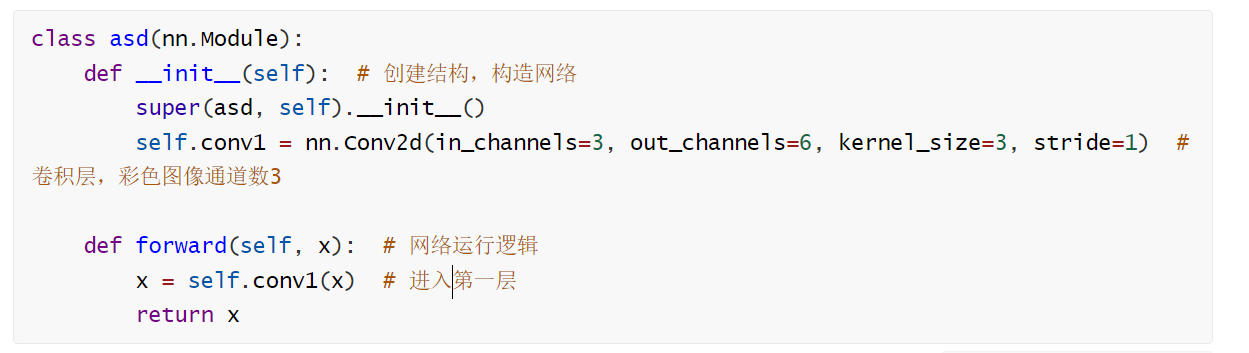 class asd(nn.Module):
    def __init__(self):  # 创建结构，构造网络
        super(asd, self).__init__()
        self.conv1 = nn.Conv2d(in_channels=3, out_channels=6, kernel_size=3, stride=1)  #
卷积层，彩色图像通道数3
    def forward(self, x):  # 网络运行逻辑
        x = self.conv1(x)  # 进入第一层
        return x